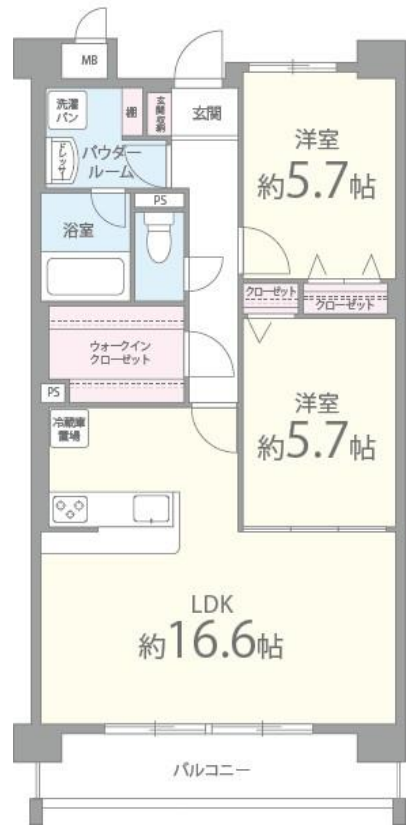 MB
洗濯
パン
棚
玄関収納
玄関
ドレッサー
パウダー
ルーム
洋室
約5.7帖
PS
浴室
クローゼット
クローゼット
ウォークイン
クローゼット
PS
冷蔵庫
置場
洋室
約5.7帖
LDK
約16.6帖
バルコニー